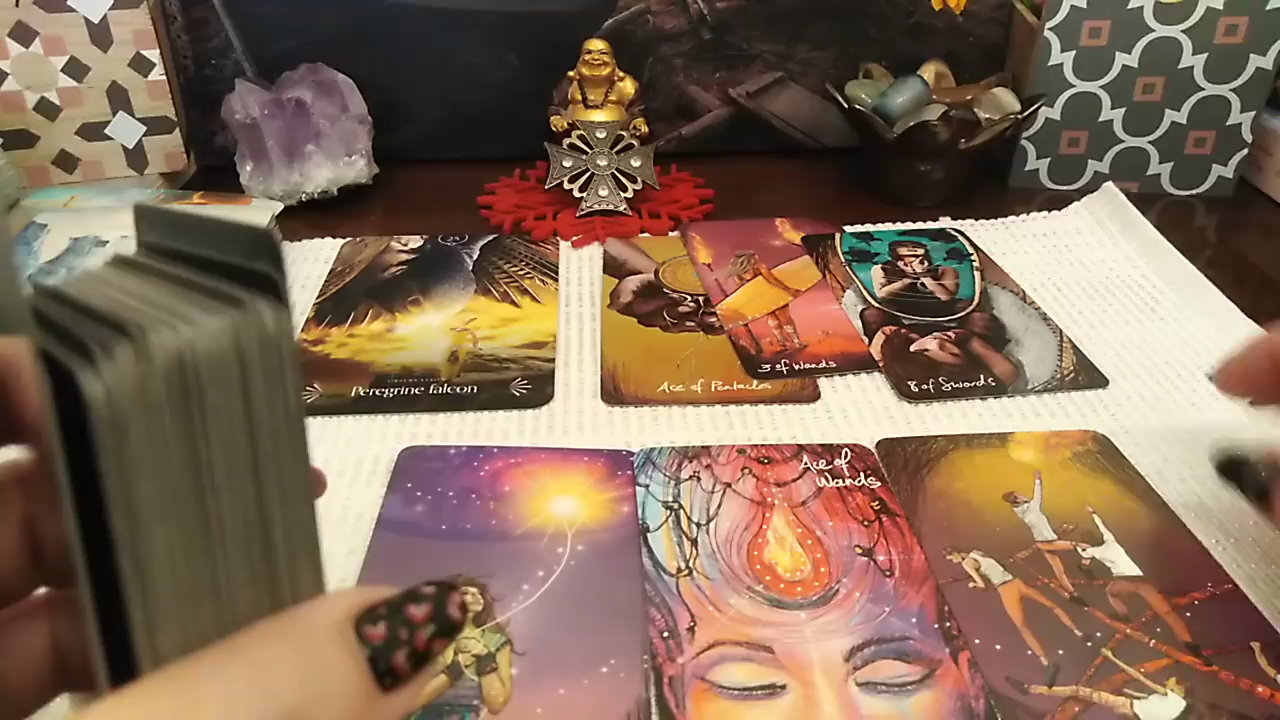 Peregrine falcon
Ace of Pentacles
3 of Wands
8 of Swords
Ace of
Wands